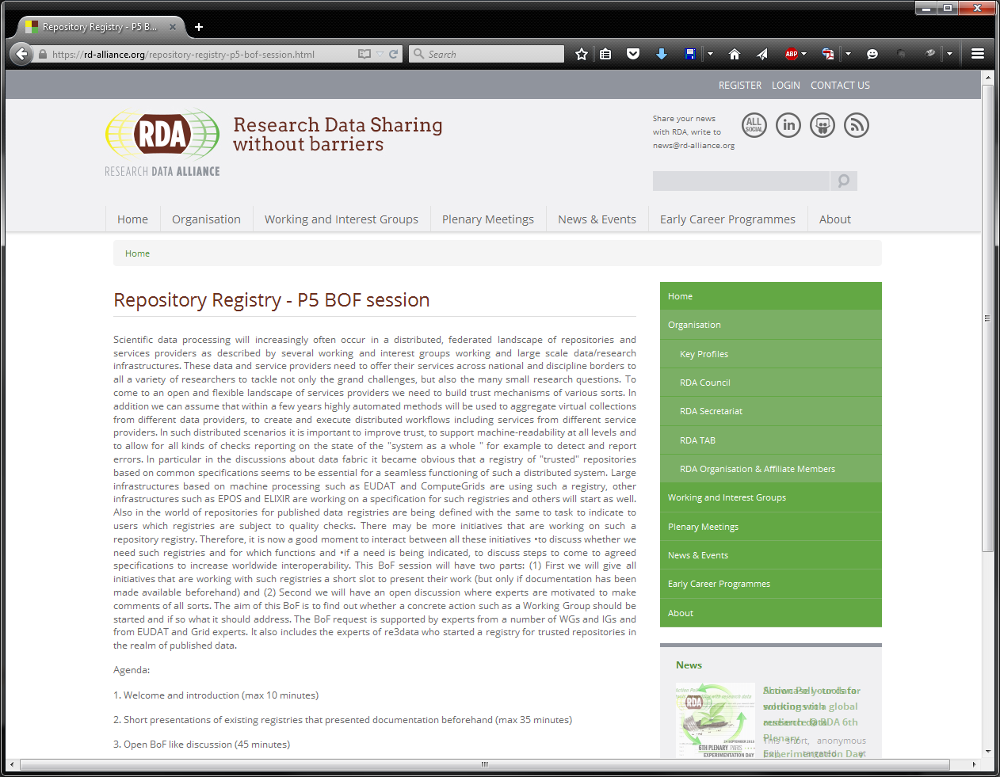 Repository Registry - P5 B...
https://rd-alliance.org/repository-registry-p5-bof-session.html
Search
ABP
REGISTER LOGIN CONTACT US
RDA
RESEARCH DATA ALLIANCE
Research Data Sharing
without barriers
Share your news
with RDA, write to
news@rd-alliance.org
ALL
SOCIAL
in
Home Organisation Working and Interest Groups Plenary Meetings News & Events Early Career Programmes About
Home
Repository Registry - P5 BOF session
Scientific data processing will increasingly often occur in a distributed, federated landscape of repositories and
services providers as described by several working and interest groups working and large scale data/research
infrastructures. These data and service providers need to offer their services across national and discipline borders to
all a variety of researchers to tackle not only the grand challenges, but also the many small research questions. To
come to an open and flexible landscape of services providers we need to build trust mechanisms of various sorts. In
addition we can assume that within a few years highly automated methods will be used to aggregate virtual collections
from different data providers, to create and execute distributed workflows including services from different service
providers. In such distributed scenarios it is important to improve trust, to support machine-readability at all levels and
to allow for all kinds of checks reporting on the state of the "system as a whole " for example to detect and report
errors. In particular in the discussions about data fabric it became obvious that a registry of "trusted" repositories
based on common specifications seems to be essential for a seamless functioning of such a distributed system. Large
infrastructures based on machine processing such as EUDAT and ComputeGrids are using such a registry, other
infrastructures such as EPOS and ELIXIR are working on a specification for such registries and others will start as well.
Also in the world of repositories for published data registries are being defined with the same to task to indicate to
users which registries are subject to quality checks. There may be more initiatives that are working on such a
repository registry. Therefore, it is now a good moment to interact between all these initiatives •to discuss whether we
need such registries and for which functions and •if a need is being indicated, to discuss steps to come to agreed
specifications to increase worldwide interoperability. This BoF session will have two parts: (1) First we will give all
initiatives that are working with such registries a short slot to present their work (but only if documentation has been
made available beforehand) and (2) Second we will have an open discussion where experts are motivated to make
comments of all sorts. The aim of this BoF is to find out whether a concrete action such as a Working Group should be
started and if so what it should address. The BoF request is supported by experts from a number of WGs and IGs and
from EUDAT and Grid experts. It also includes the experts of re3data who started a registry for trusted repositories in
the realm of published data.
Agenda:
1. Welcome and introduction (max 10 minutes)
2. Short presentations of existing registries that presented documentation beforehand (max 35 minutes)
3. Open BoF like discussion (45 minutes)
Home
Organisation
Key Profiles
RDA Council
RDA Secretariat
RDA TAB
RDA Organisation & Affiliate Members
Working and Interest Groups
Plenary Meetings
News & Events
Early Career Programmes
About
News
RDA
24 SEPTEMBER 2015
6TH PLENARY PARIS
EXPERIMENTATION DAY
global
RDA 6th
Plenary
This short, anonymous
Experimentation Day